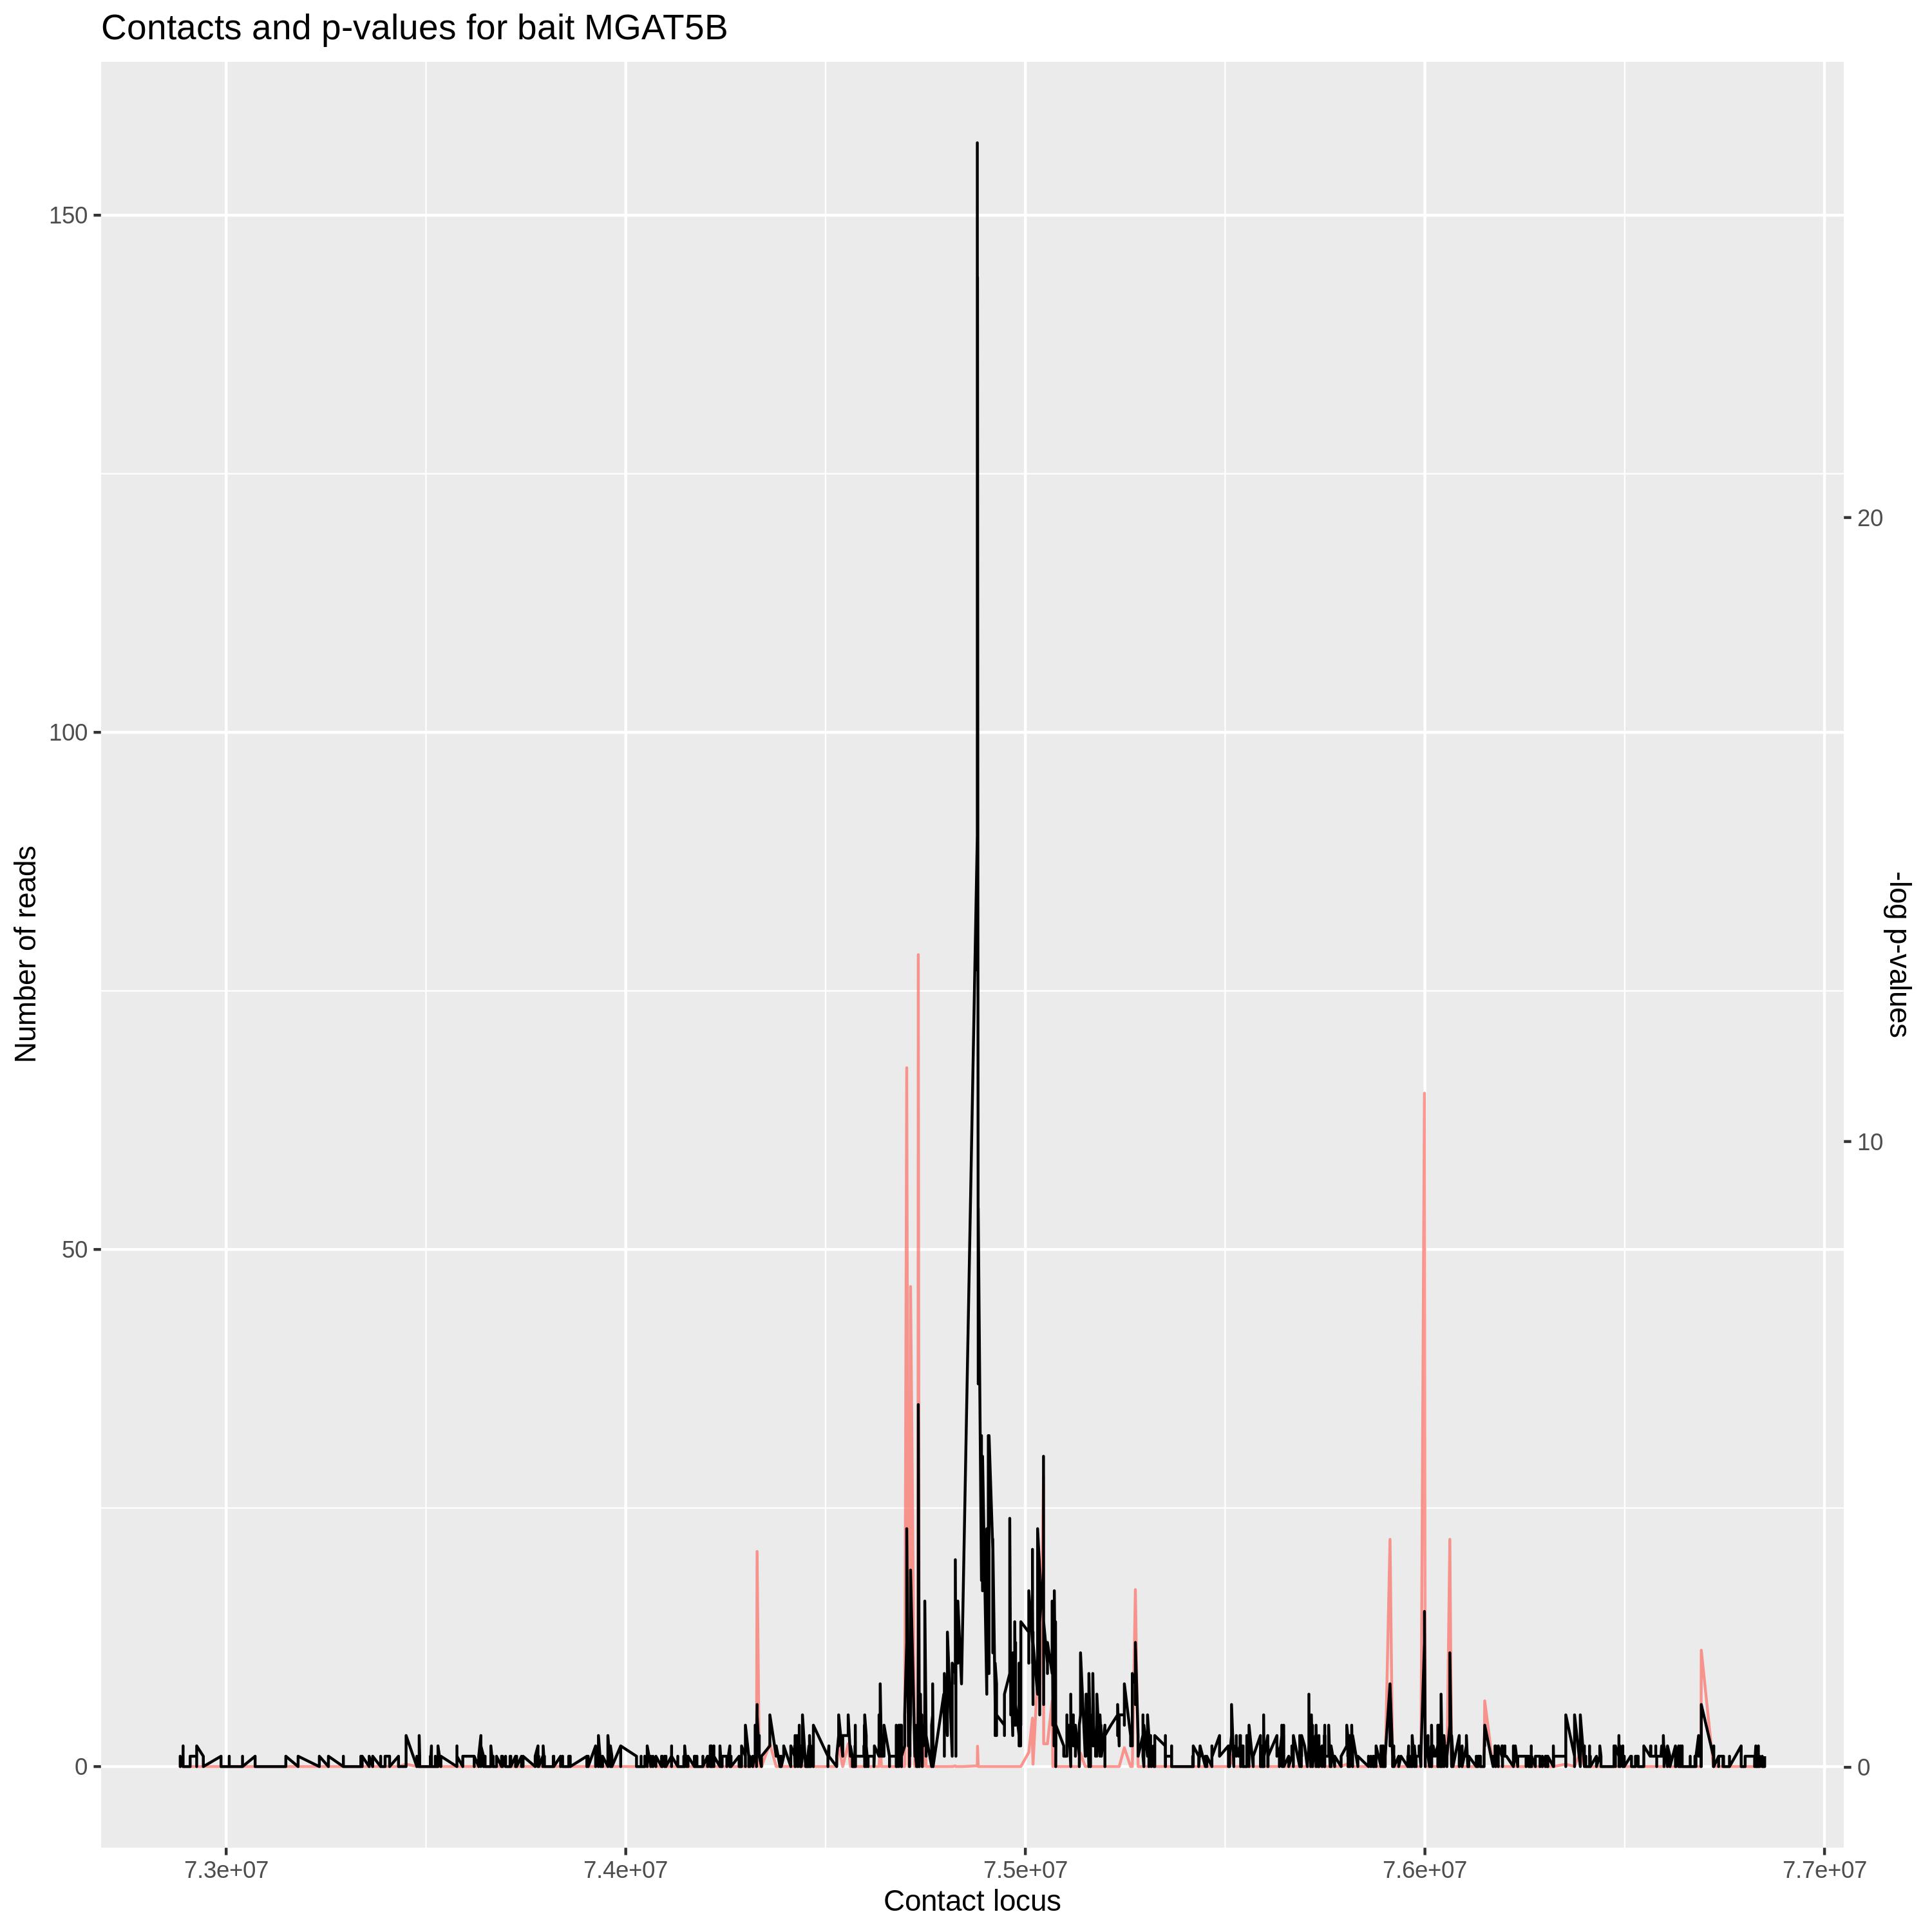 Contacts and p-values for bait MGAT5B
150
100
50
0
Number of reads
20
10
0
-log p-values
7.3e+07
7.4e+07
7.5e+07
7.6e+07
7.7e+07
Contact locus